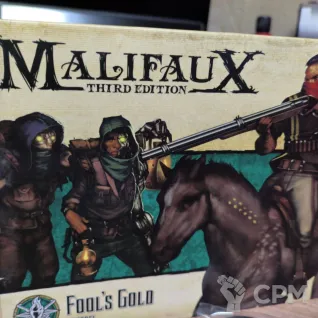 MALIFAUX
THIRD EDITION
FOOL'S GOLD
CPM